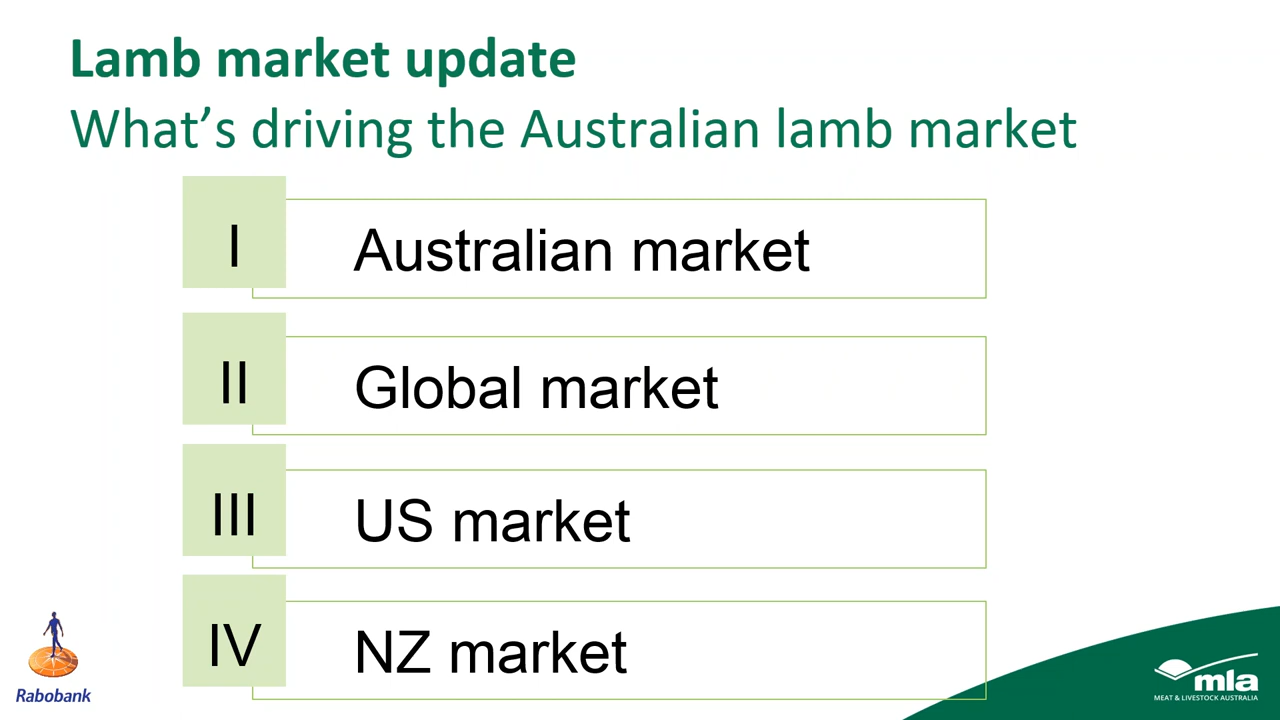 Lamb market update
What’s driving the Australian lamb market
I Australian market
II Global market
III US market
IV NZ market
Rabobank
mla
MEAT & LIVESTOCK AUSTRALIA